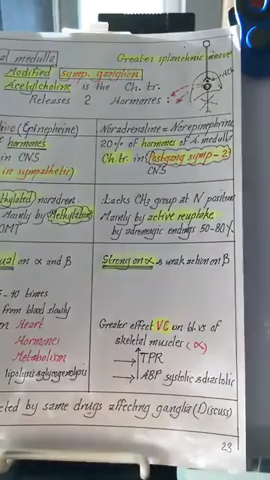 al medulla
Greater splanchnic nerve
Modified symp. ganglion
Acetylcholine is the Ch. tr.
Releases 2 Hormones :
(Epinephrine)
of hormones
in CNS
in sympathetic)
Noradrenaline = Norepinephrine
20% of hormones of A. medulla
Ch. tr. in (Postgang symp - 2)
CNS
thylated) noradren.
Mainly by Methylation
OMT
: Lacks CH3 group at N position
Mainly by active reuptake
by adrenergic endings 50-80%.
ual on α and β
Strong on α & weak action on β
5 - 10 times
from blood slowly
on Heart
Hormones
Metabolism
lipolysis & glycogenolysis
Greater effect VC on bl. vs of
skeletal muscles (α)
→ ↑ TPR
→ ABP systolic & diastolic
cted by same drugs affecting ganglia (Discuss)
23